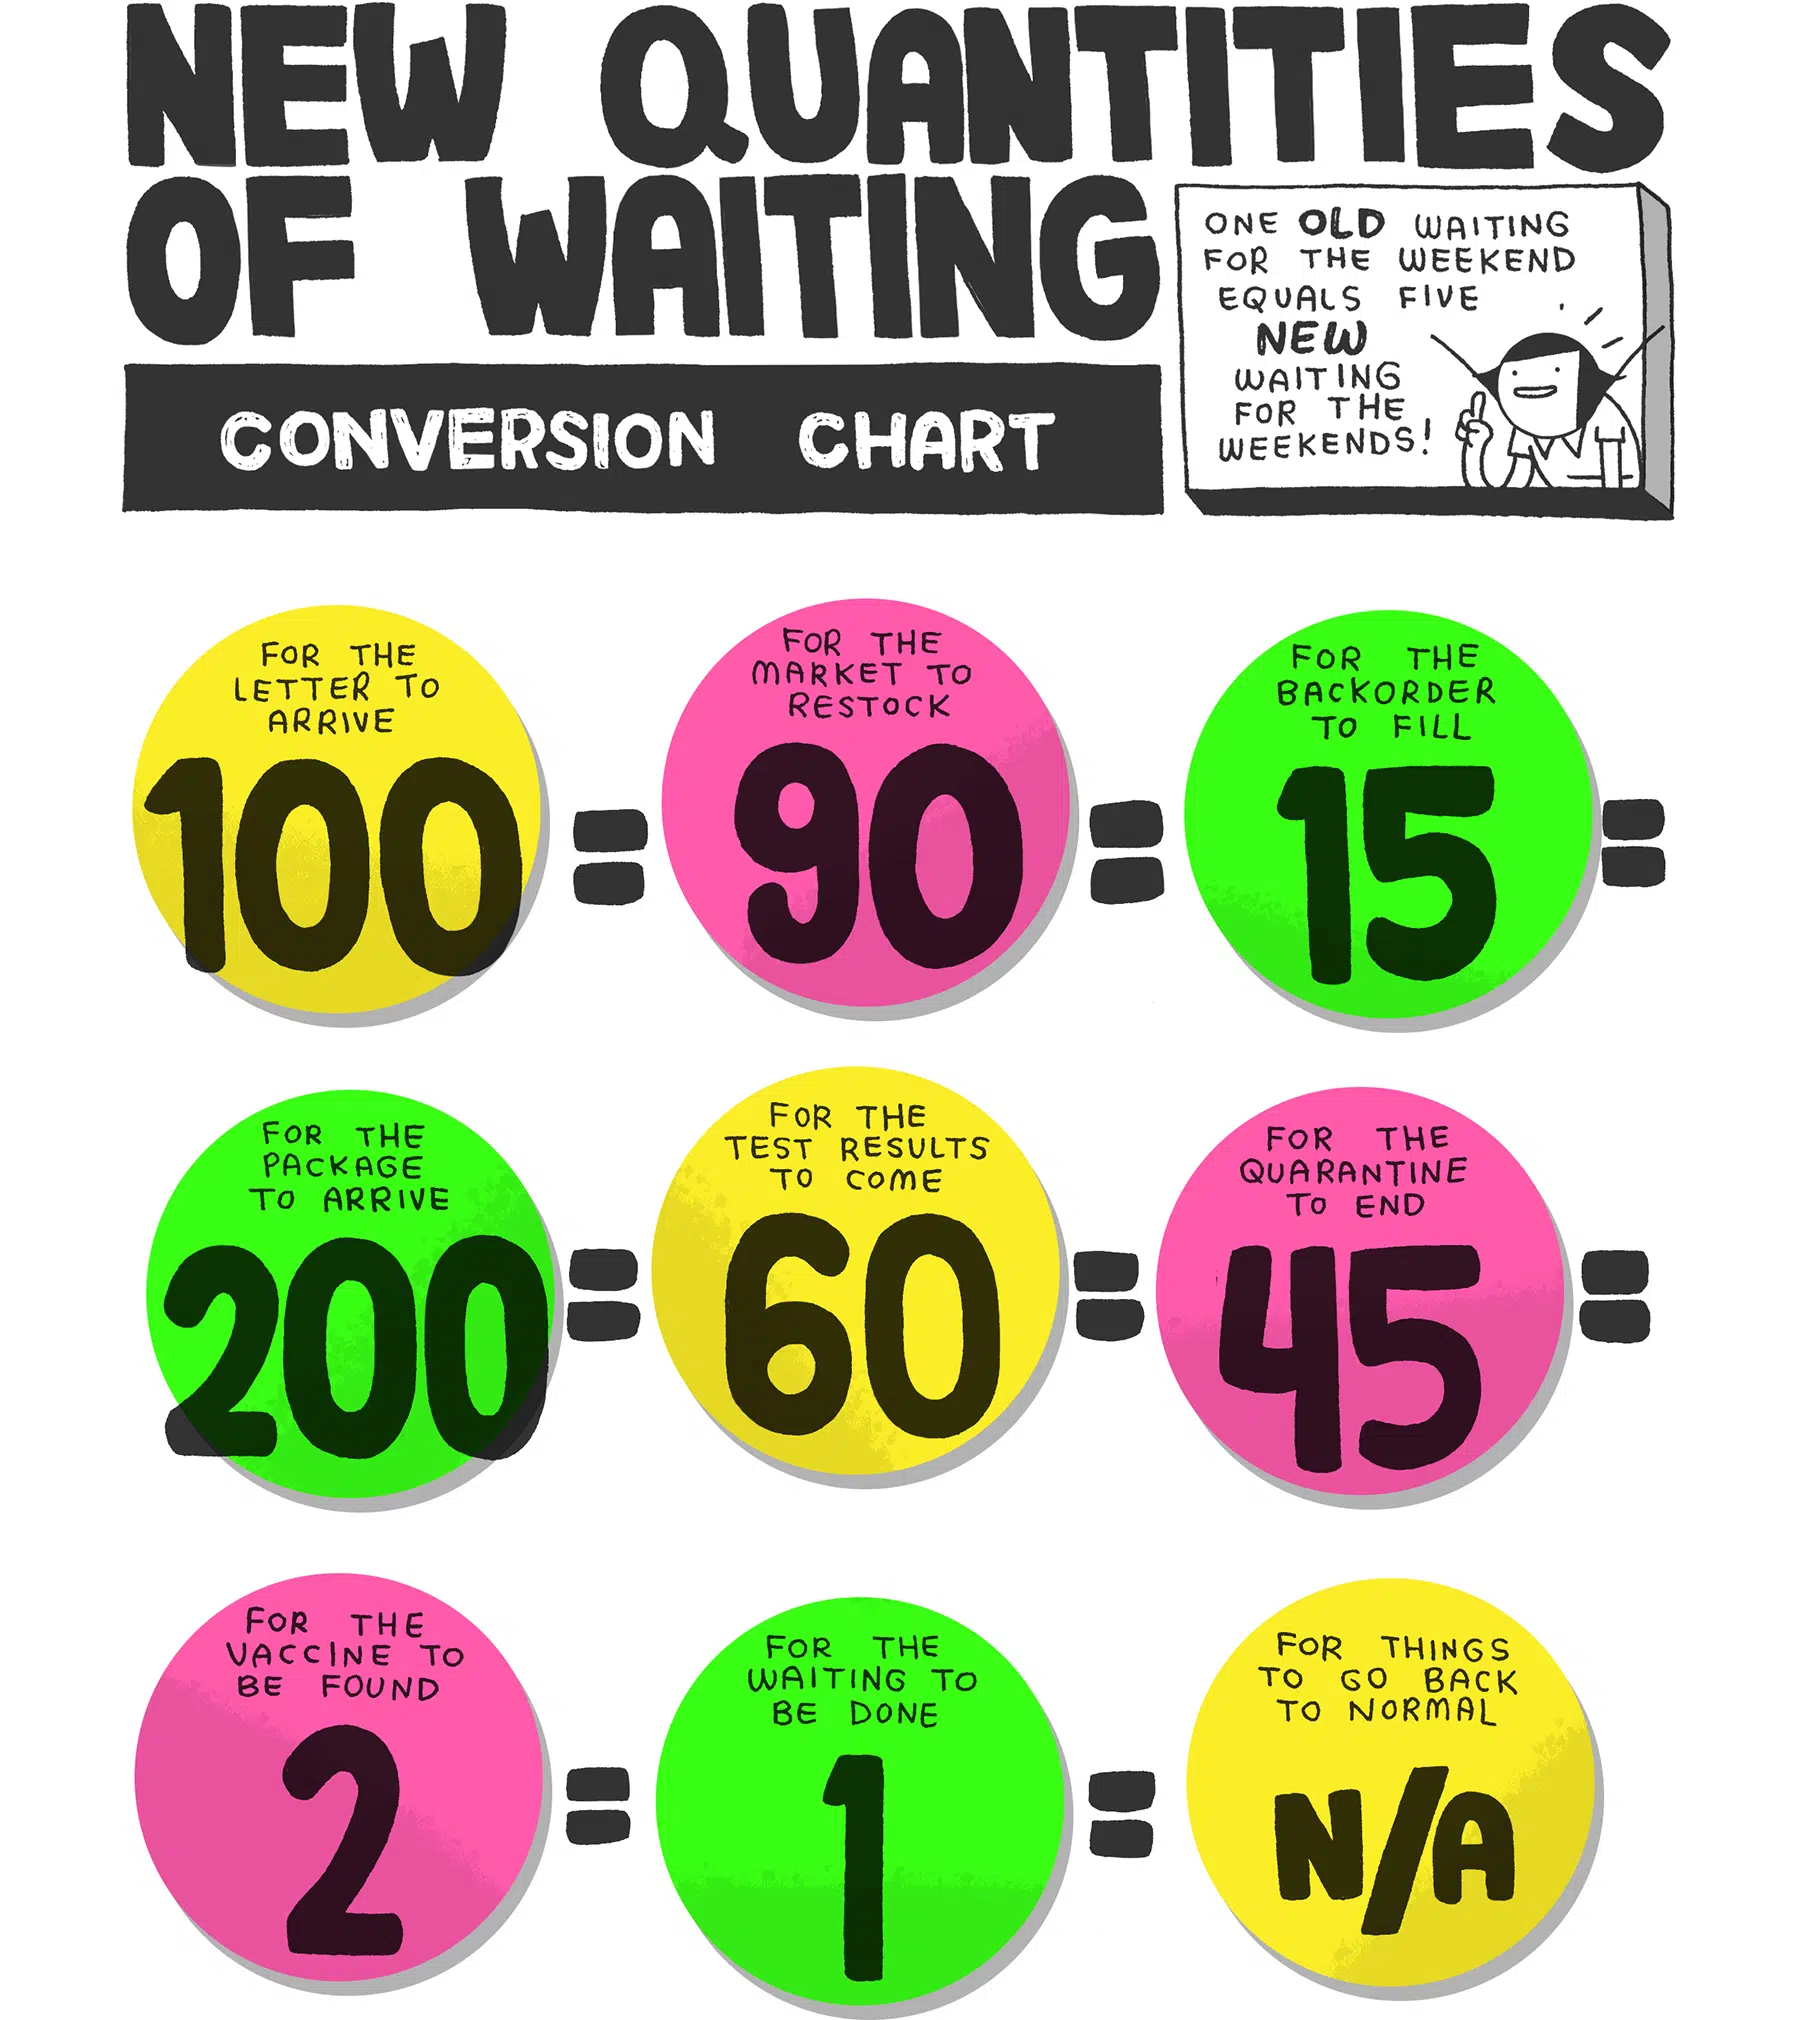 NEW QUANTITIES
OF WAITING
CONVERSION CHART
ONE OLD WAITING
FOR THE WEEKEND
EQUALS FIVE
NEW
WAITING
FOR THE
WEEKENDS!
FOR THE
LETTER TO
ARRIVE
100
=
FOR THE
MARKET TO
RESTOCK
90
=
FOR THE
BACKORDER
TO FILL
15
=
FOR THE
PACKAGE
TO ARRIVE
200
=
FOR THE
TEST RESULTS
TO COME
60
=
FOR THE
QUARANTINE
TO END
45
=
FOR THE
VACCINE TO
BE FOUND
2
=
FOR THE
WAITING TO
BE DONE
1
=
FOR THINGS
TO GO BACK
TO NORMAL
N/A